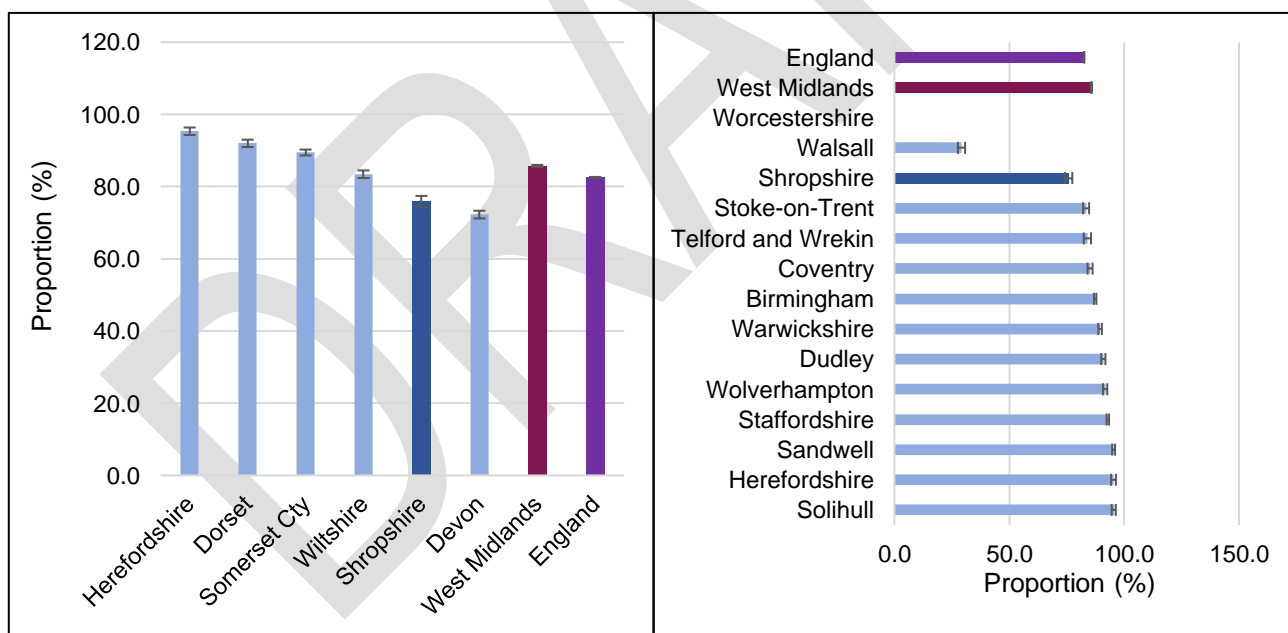 120.0
100.0
80.0
60.0
40.0
20.0
0.0
Proportion (%)
Herefordshire
Dorset
Somerset Cty
Wiltshire
Shropshire
Devon
West Midlands
England
England
West Midlands
Worcestershire
Walsall
Shropshire
Stoke-on-Trent
Telford and Wrekin
Coventry
Birmingham
Warwickshire
Dudley
Wolverhampton
Staffordshire
Sandwell
Herefordshire
Solihull
0.0 50.0 100.0 150.0
Proportion (%)